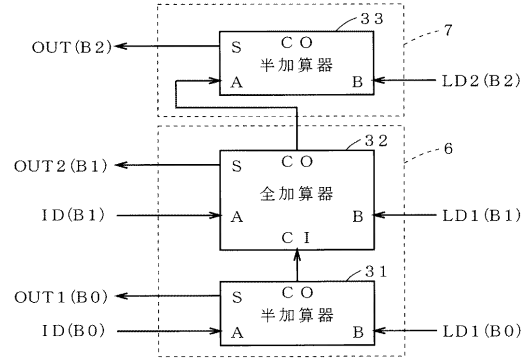 33
7
OUT(B2)
S
CO
半加算器
A
B
LD2(B2)
32
6
OUT2(B1)
S
CO
全加算器
ID(B1)
A
B
LD1(B1)
CI
31
OUT1(B0)
S
CO
半加算器
ID(B0)
A
B
LD1(B0)